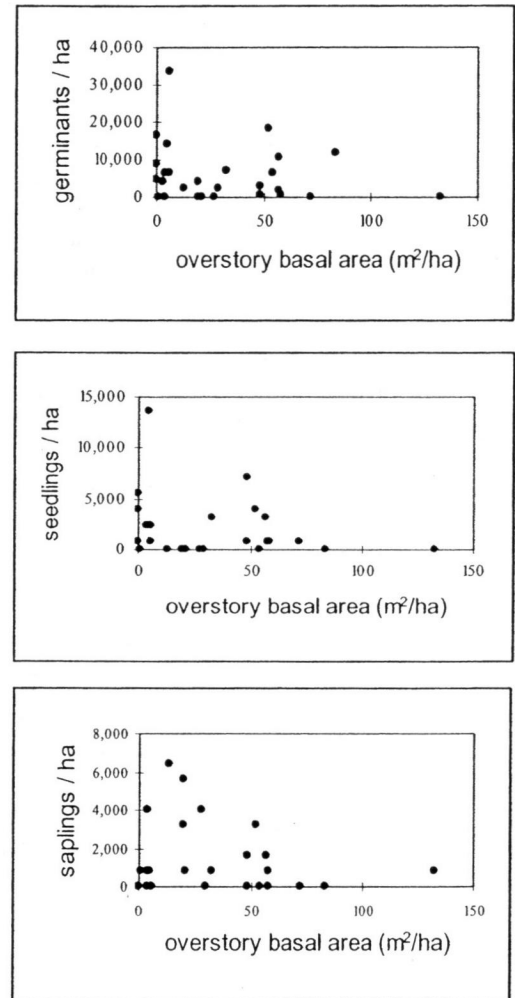 40,000
30,000
20,000
10,000
0
germinants / ha
0 50 100 150
overstory basal area (m²/ha)
15,000
10,000
5,000
0
seedlings / ha
0 50 100 150
overstory basal area (m²/ha)
8,000
6,000
4,000
2,000
0
saplings / ha
0 50 100 150
overstory basal area (m²/ha)